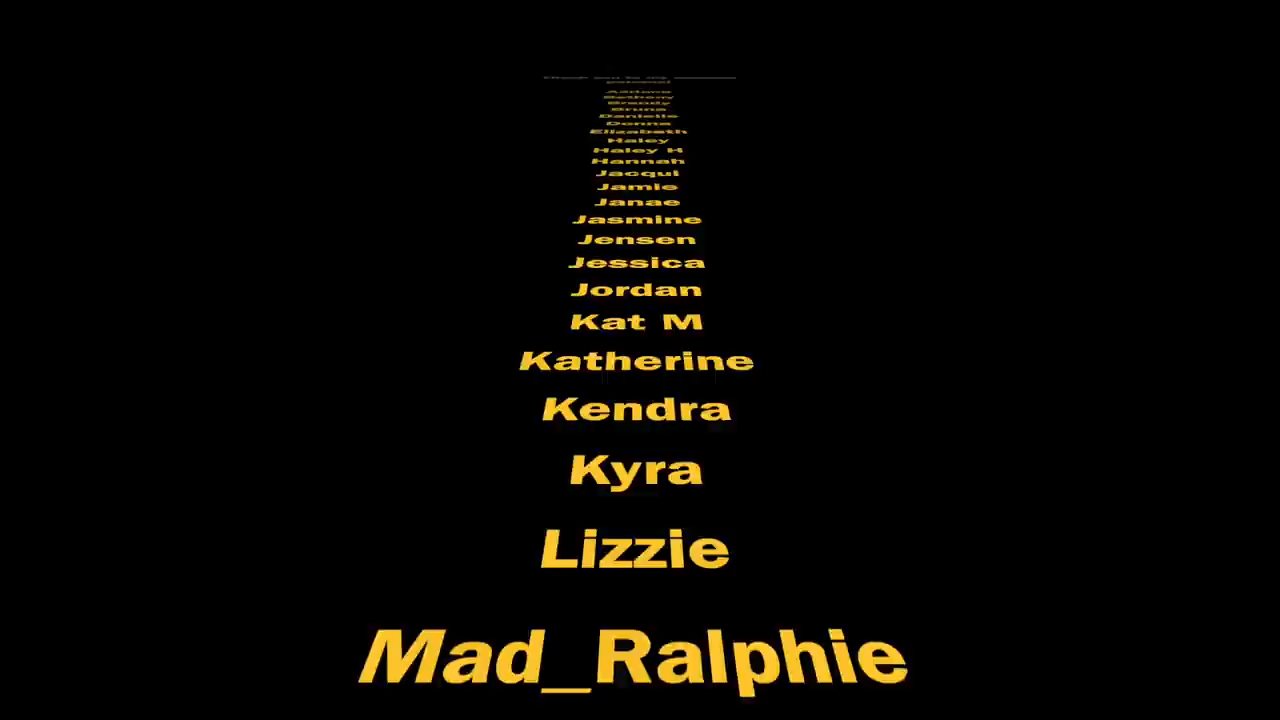 Bethany
Brandy
Bruna
Danielle
Donna
Elizabeth
Haley
Haley K
Hannah
Jacqui
Jamie
Janae
Jasmine
Jensen
Jessica
Jordan
Kat M
Katherine
Kendra
Kyra
Lizzie
Mad_Ralphie